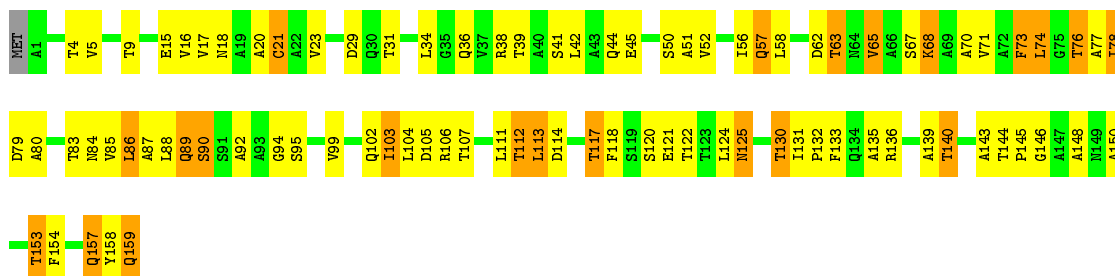 MET A1 T4 V5 T9 E15 V16 V17 N18 A19 A20 C21 A22 V23 D29 Q30 T31 L34 G35 Q36 V37 R38 T39 A40 S41 L42 A43 Q44 E45 S50 A51 V52 I56 Q57 L58 D62 T63 N64 V65 A66 S67 K68 A69 A70 V71 A72 F73 L74 G75 T76 A77 I78
D79 A80 T83 N84 V85 L86 A87 L88 Q89 S90 S91 A92 A93 G94 S95 V99 Q102 I103 L104 D105 R106 T107 L111 T112 L113 D114 T117 F118 S119 S120 E121 T122 T123 L124 N125 T130 I131 P132 F133 Q134 A135 R136 A139 T140 A143 T144 P145 G146 A147 A148 N149 A150
T153 F154 Q157 Y158 Q159